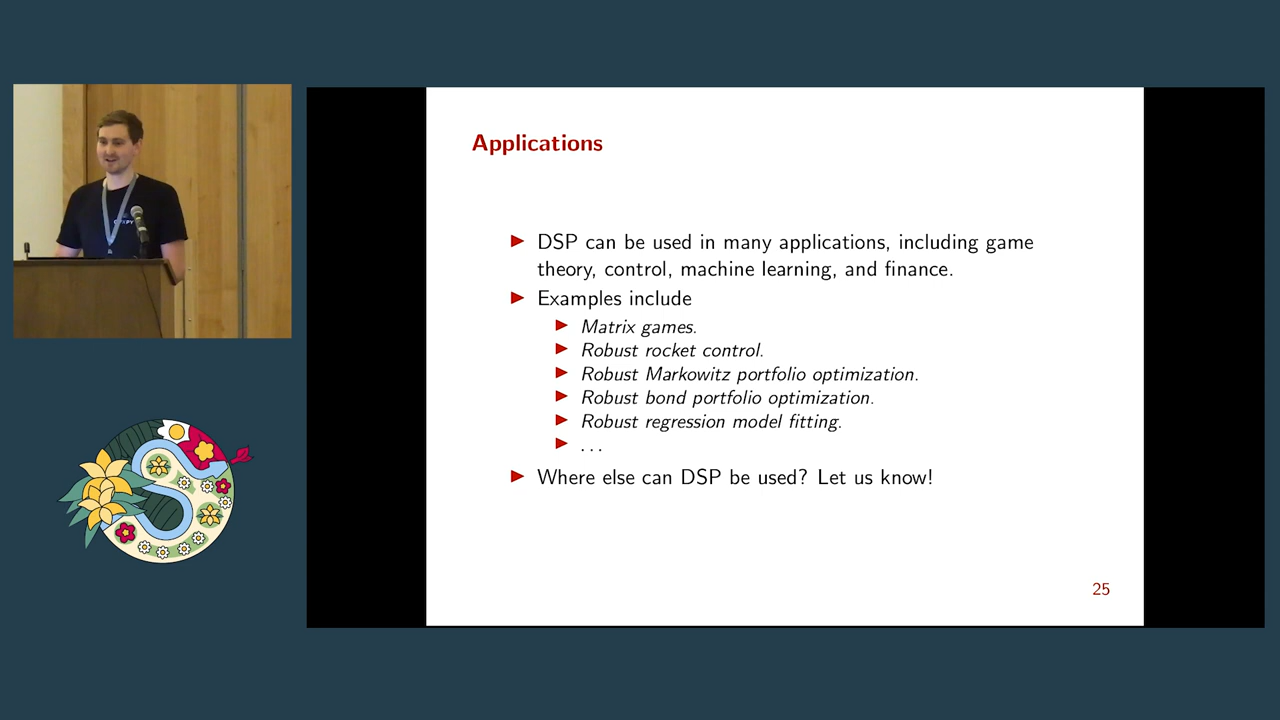 Applications
▶ DSP can be used in many applications, including game
theory, control, machine learning, and finance.
▶ Examples include
▶ Matrix games.
▶ Robust rocket control.
▶ Robust Markowitz portfolio optimization.
▶ Robust bond portfolio optimization.
▶ Robust regression model fitting.
▶ . . .
▶ Where else can DSP be used? Let us know!
25